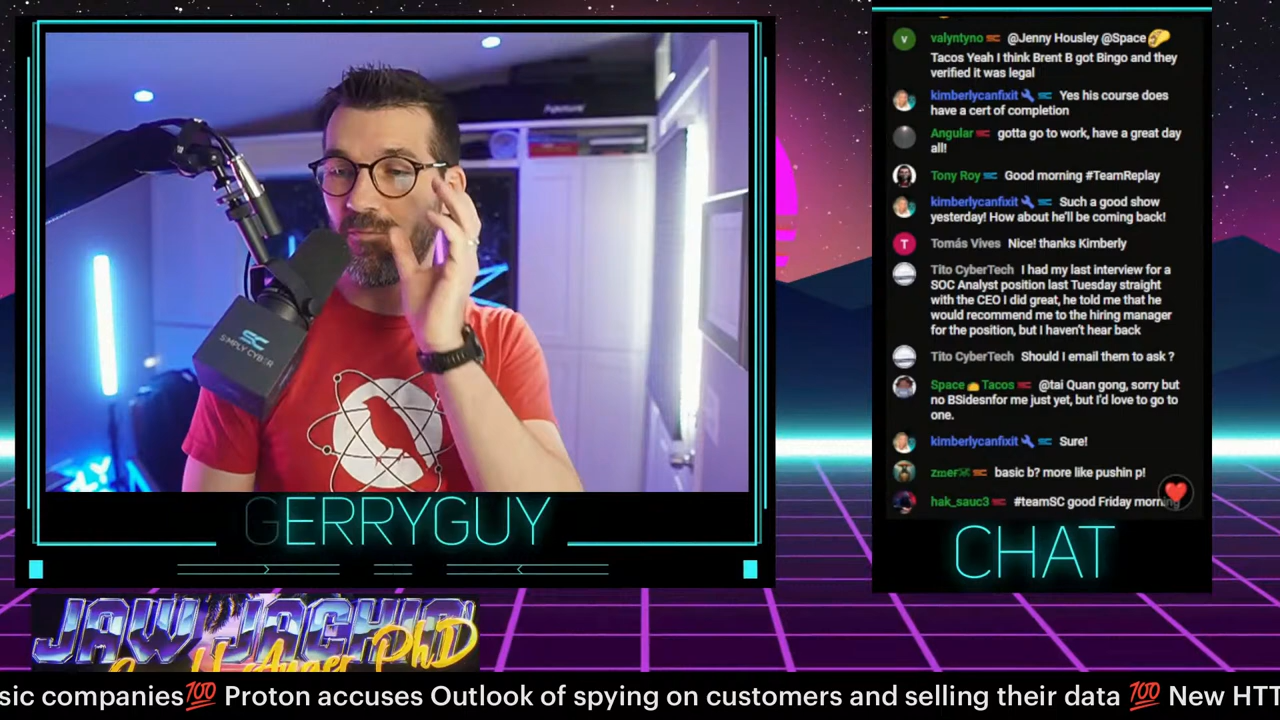 SIMPLY CYBER
GERRYGUY
JAW JACKIN'
PhD
valyntyno @Jenny Housley @Space
Tacos Yeah I think Brent B got Bingo and they
verified it was legal
kimberlycanfixit Yes his course does
have a cert of completion
Angular gotta go to work, have a great day
all!
Tony Roy Good morning #TeamReplay
kimberlycanfixit Such a good show
yesterday! How about he'll be coming back!
Tomás Vives Nice! thanks Kimberly
Tito CyberTech I had my last interview for a
SOC Analyst position last Tuesday straight
with the CEO I did great, he told me that he
would recommend me to the hiring manager
for the position, but I haven't hear back
Tito CyberTech Should I email them to ask ?
Space Tacos @tai Quan gong, sorry but
no BSidesnfor me just yet, but I'd love to go to
one.
kimberlycanfixit Sure!
zmer basic b? more like pushin p!
hak_sauc3 #teamSC good Friday morning
CHAT
sic companies💯 Proton accuses Outlook of spying on customers and selling their data 💯 New HTT